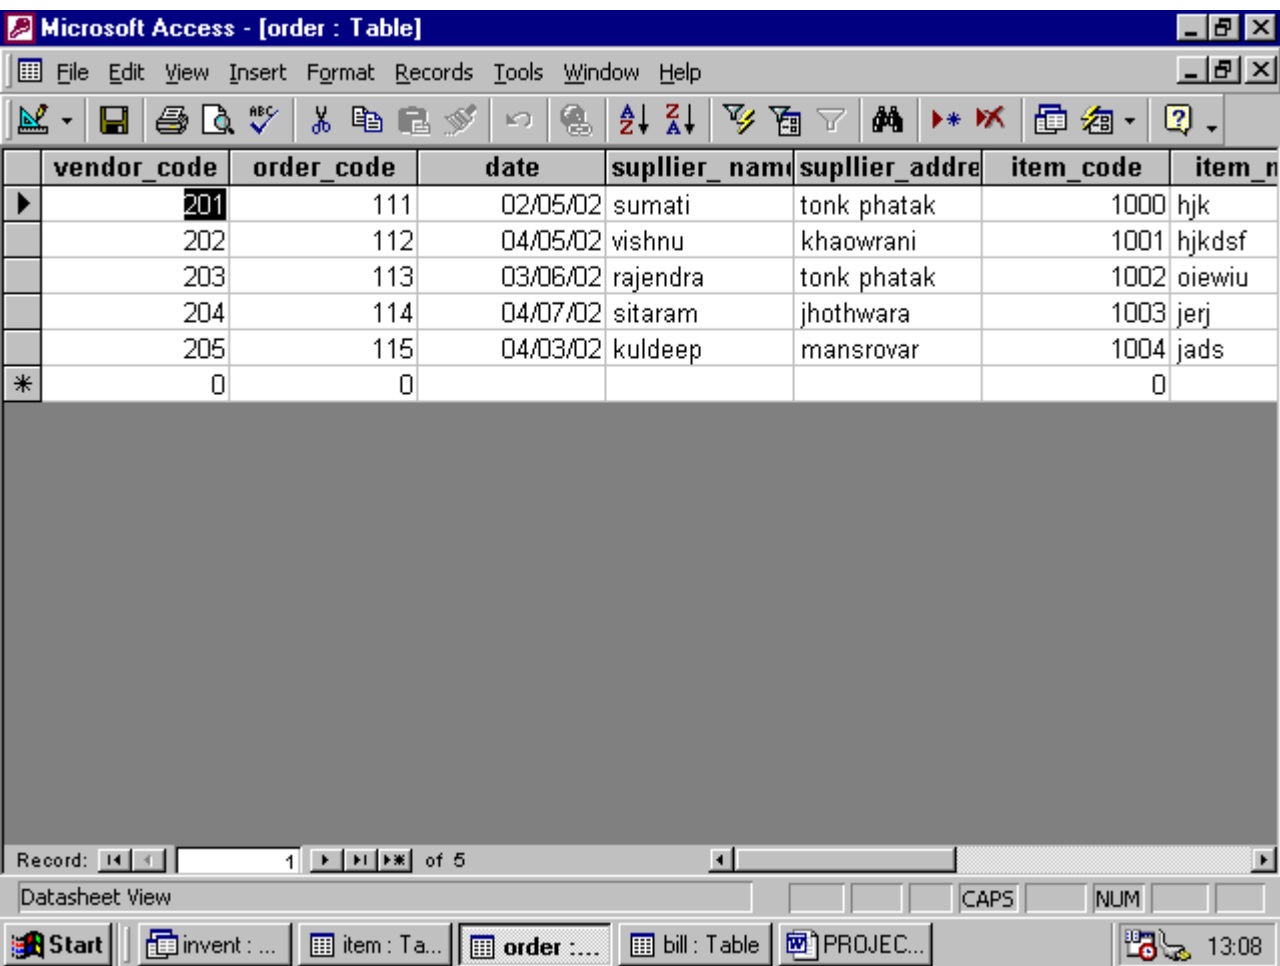 Microsoft Access - [order : Table]
File Edit View Insert Format Records Tools Window Help
vendor_code order_code date supllier_ name supllier_addre item_code item_n
201 111 02/05/02 sumati tonk phatak 1000 hjk
202 112 04/05/02 vishnu khaowrani 1001 hjkdsf
203 113 03/06/02 rajendra tonk phatak 1002 oiewiu
204 114 04/07/02 sitaram jhothwara 1003 jerj
205 115 04/03/02 kuldeep mansrovar 1004 jads
0 0 0
Record: 1 of 5
Datasheet View CAPS NUM
Start invent : ... item : Ta... order :.... bill : Table PROJEC... 13:08